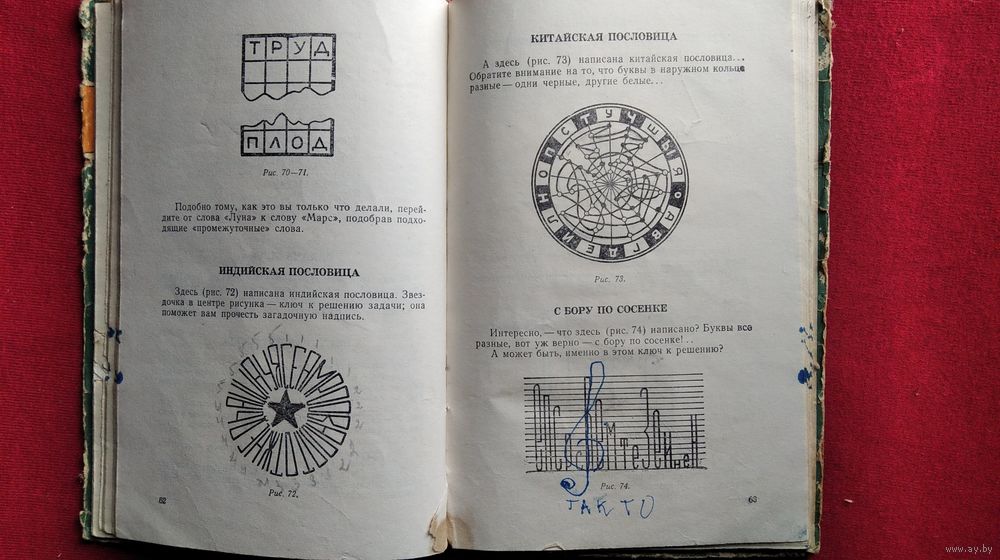 ТРУД
ПЛОД
Рис. 70—71.
Подобно тому, как это вы только что делали, перей-
дите от слова «Луна» к слову «Марс», подобрав подхо-
дящие «промежуточные» слова.
ИНДИЙСКАЯ ПОСЛОВИЦА
Здесь (рис. 72) написана индийская пословица. Звез-
дочка в центре рисунка — ключ к решению задачи; она
поможет вам прочесть загадочную надпись.
Рис. 72.
62
КИТАЙСКАЯ ПОСЛОВИЦА
А здесь (рис. 73) написана китайская пословица...
Обратите внимание на то, что буквы в наружном кольце
разные — одни черные, другие белые...
АВГДЕИЛНОПСТУЧШЫЯ
Рис. 73.
С БОРУ ПО СОСЕНКЕ
Интересно, — что здесь (рис. 74) написано? Буквы все
разные, вот уж верно — с бору по сосенке!..
А может быть, именно в этом ключ к решению?
Рис. 74.
ТАКТО
63
www.ay.by